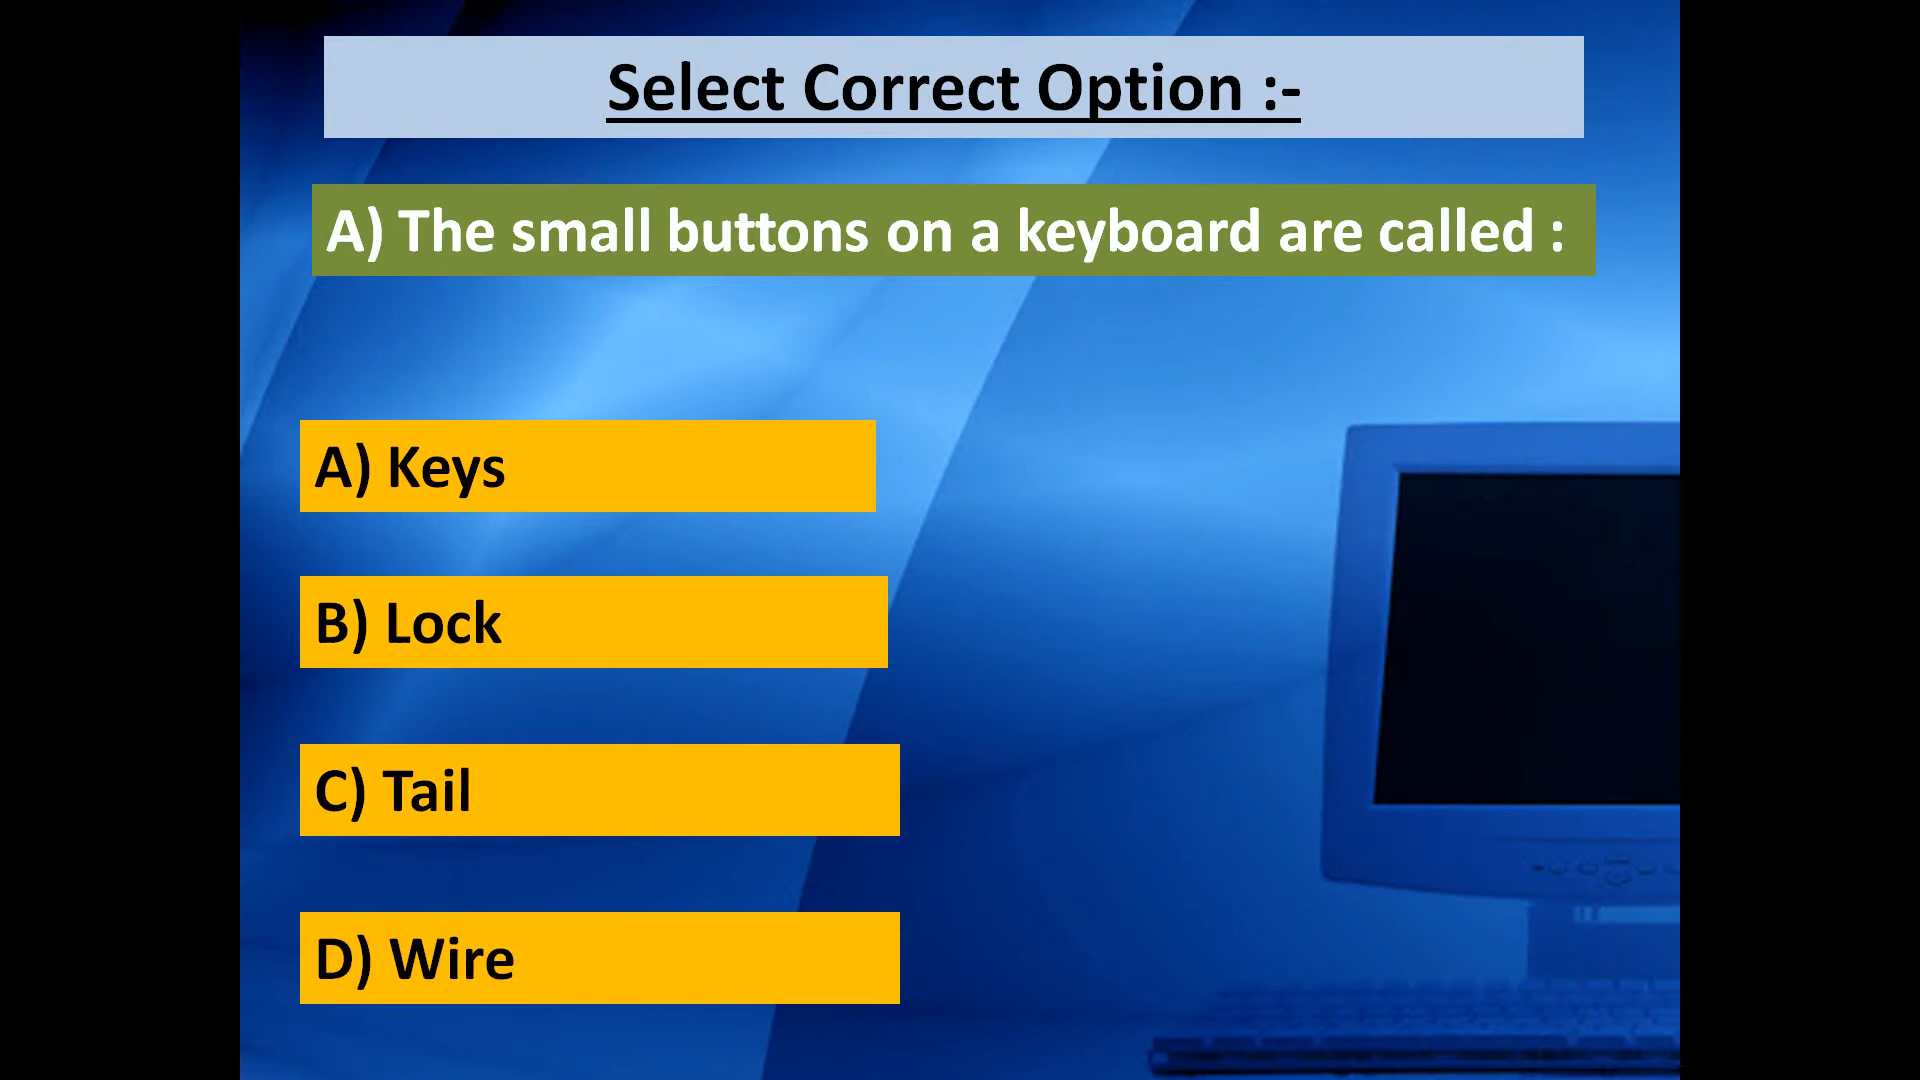 Select Correct Option :-
A) The small buttons on a keyboard are called :
A) Keys
B) Lock
C) Tail
D) Wire